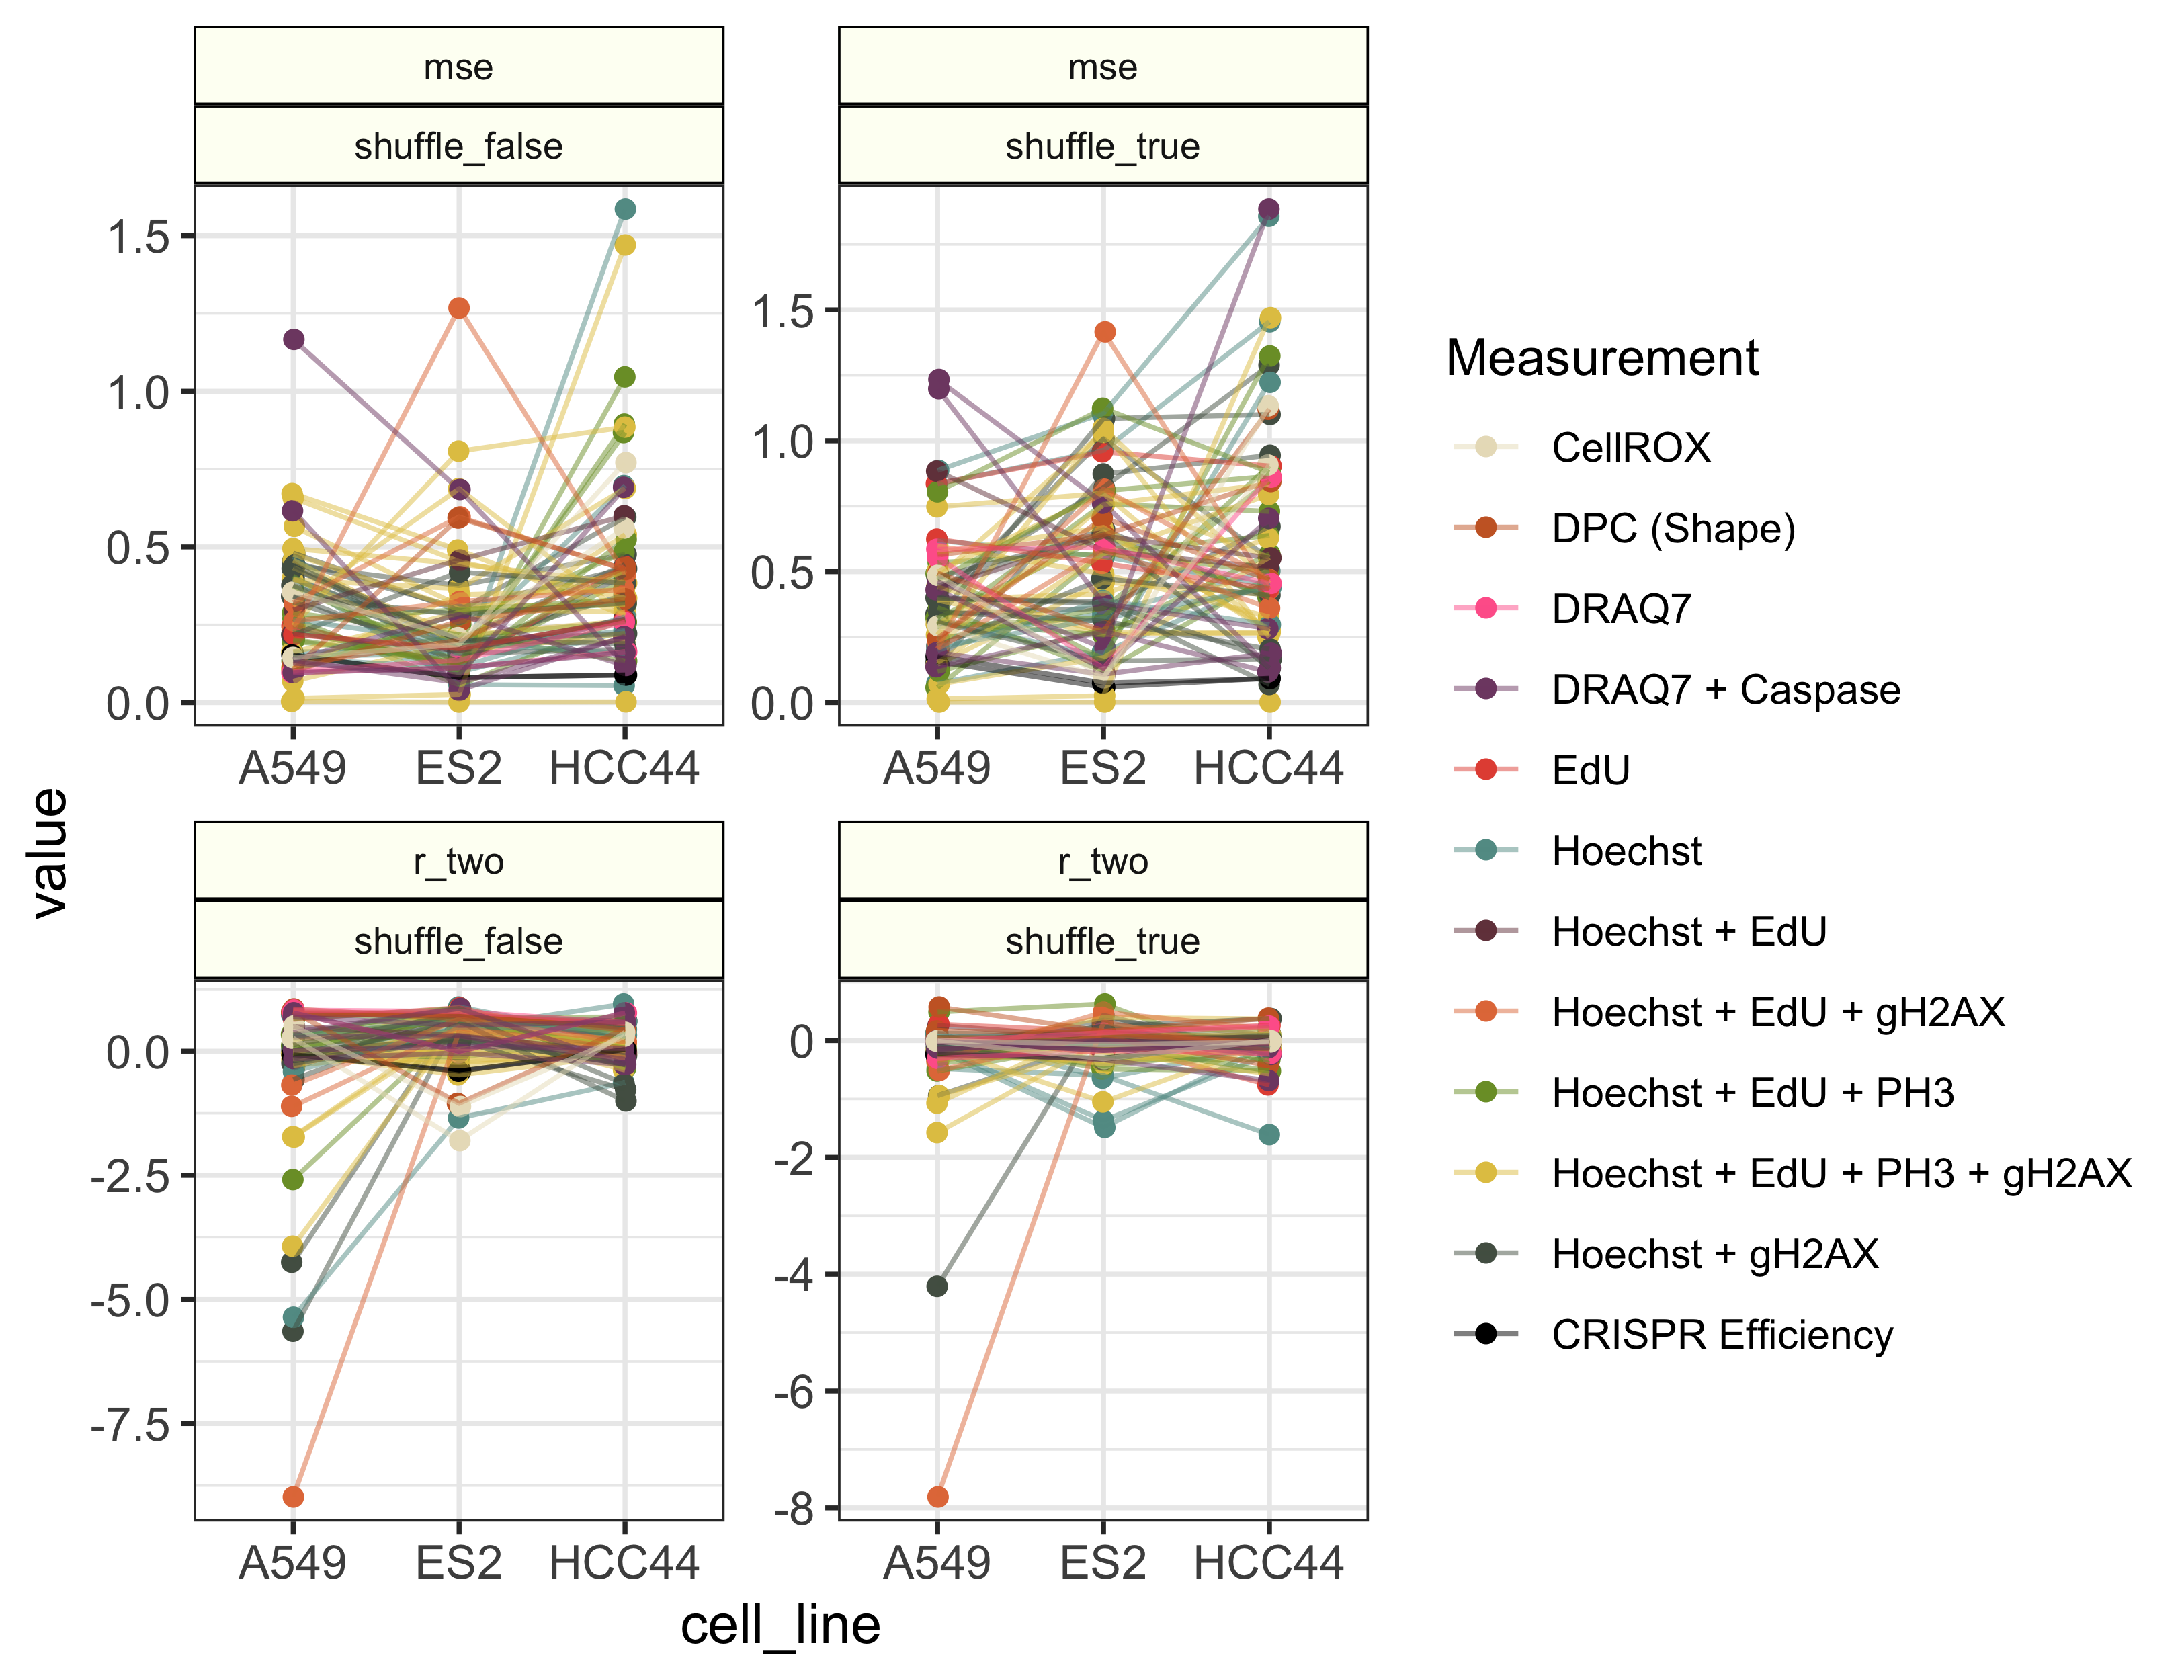 mse
shuffle_false
1.5
1.0
0.5
0.0
A549 ES2 HCC44
mse
shuffle_true
1.5
1.0
0.5
0.0
A549 ES2 HCC44
r_two
shuffle_false
0.0
-2.5
-5.0
-7.5
A549 ES2 HCC44
r_two
shuffle_true
0
-2
-4
-6
-8
A549 ES2 HCC44
value
cell_line
Measurement
CellROX
DPC (Shape)
DRAQ7
DRAQ7 + Caspase
EdU
Hoechst
Hoechst + EdU
Hoechst + EdU + gH2AX
Hoechst + EdU + PH3
Hoechst + EdU + PH3 + gH2AX
Hoechst + gH2AX
CRISPR Efficiency